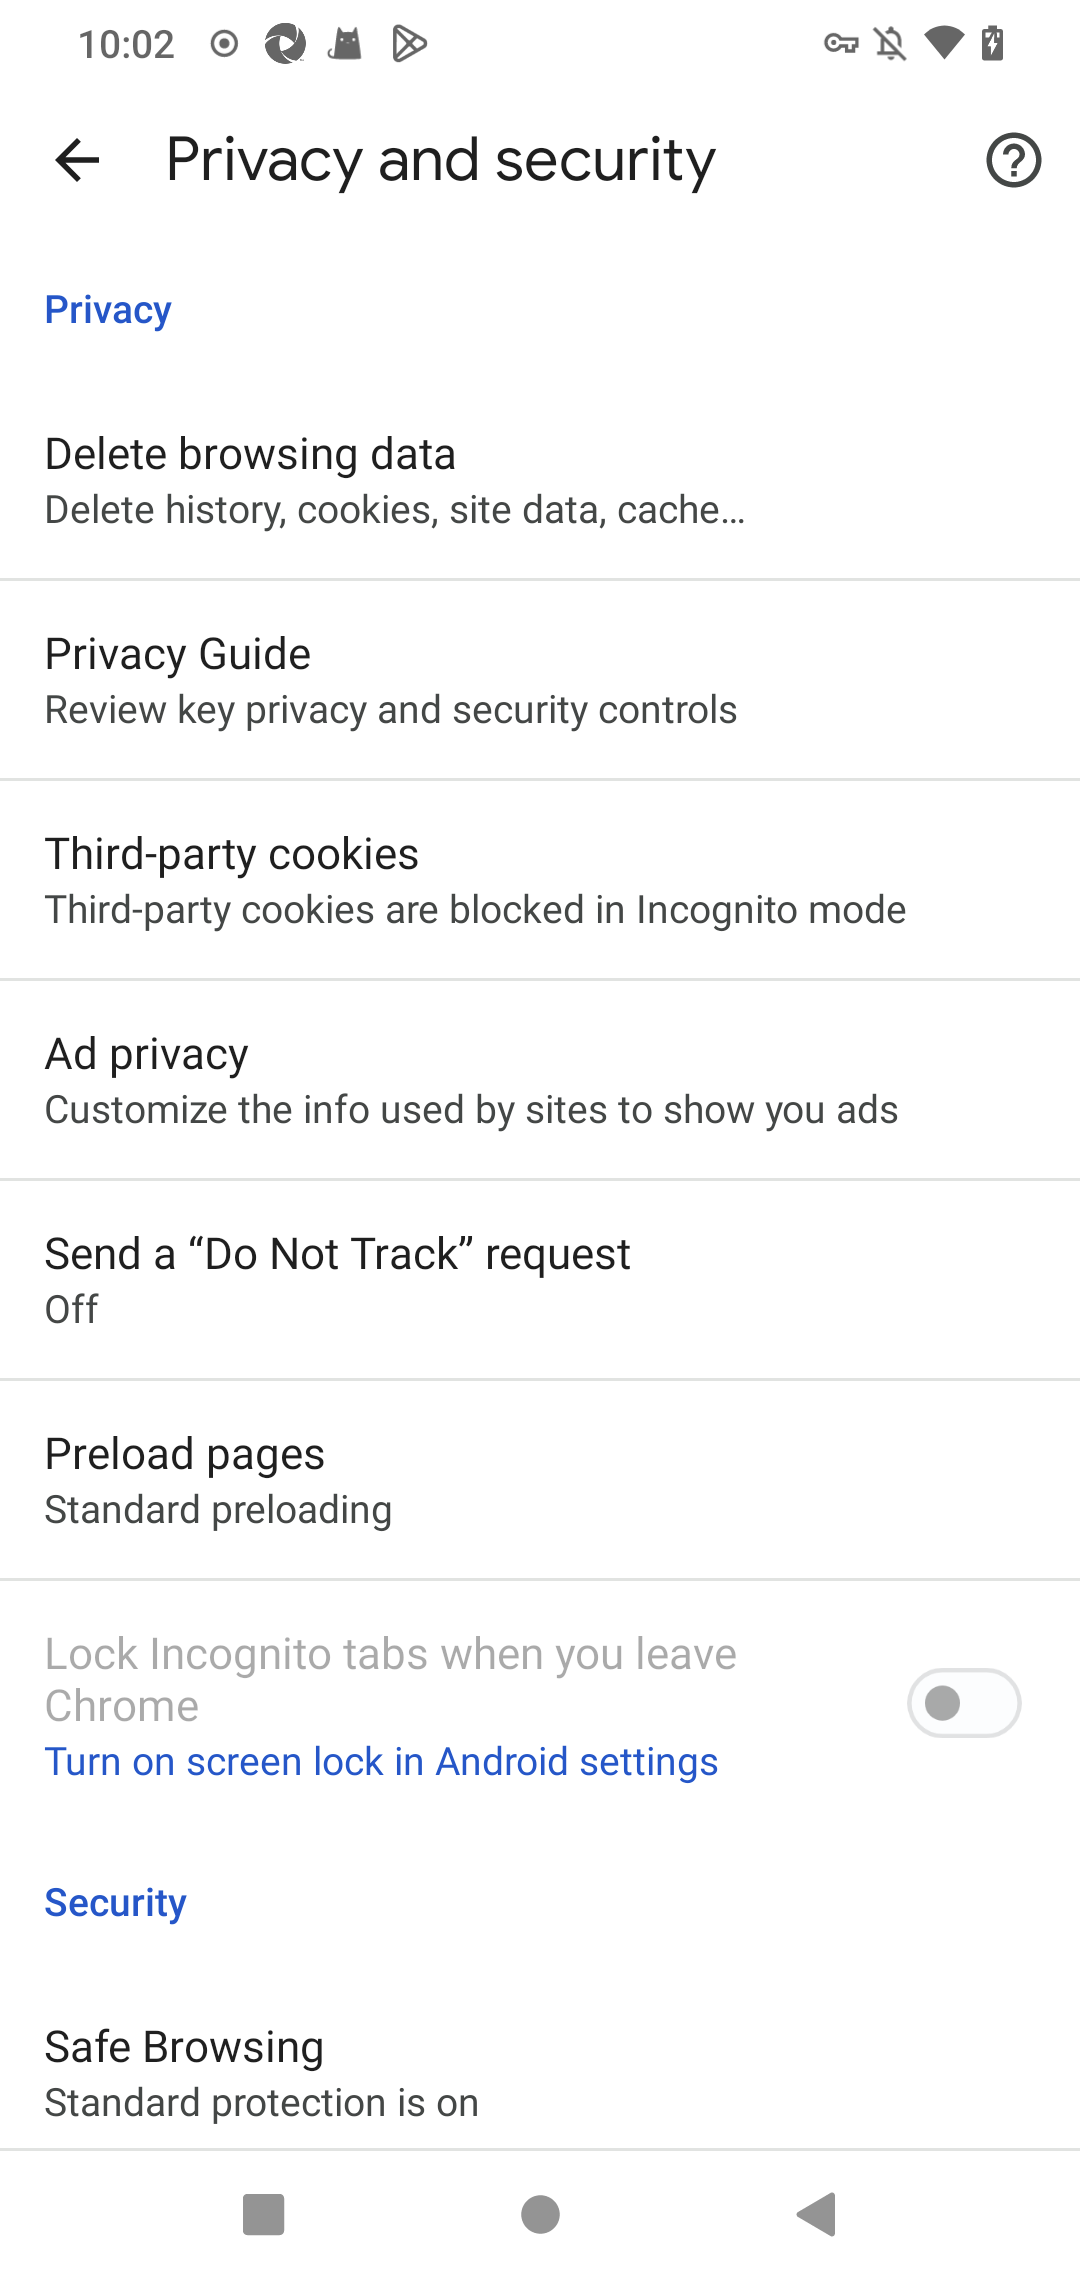 10:02
Privacy and security
Privacy
Delete browsing data
Delete history, cookies, site data, cache…
Privacy Guide
Review key privacy and security controls
Third-party cookies
Third-party cookies are blocked in Incognito mode
Ad privacy
Customize the info used by sites to show you ads
Send a “Do Not Track” request
Off
Preload pages
Standard preloading
Lock Incognito tabs when you leave
Chrome
Turn on screen lock in Android settings
Security
Safe Browsing
Standard protection is on